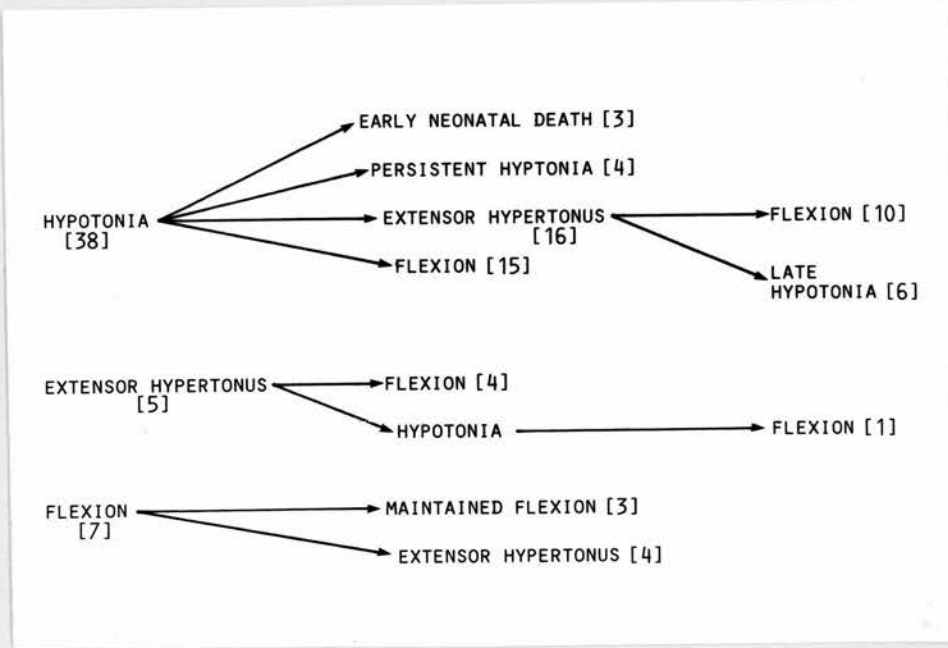 EARLY NEONATAL DEATH [3]
PERSISTENT HYPTONIA [4]
HYPOTONIA
[38]
EXTENSOR HYPERTONUS
[16]
FLEXION [15]
FLEXION [10]
LATE
HYPOTONIA [6]
EXTENSOR HYPERTONUS
[5]
FLEXION [4]
HYPOTONIA
FLEXION [1]
FLEXION
[7]
MAINTAINED FLEXION [3]
EXTENSOR HYPERTONUS [4]